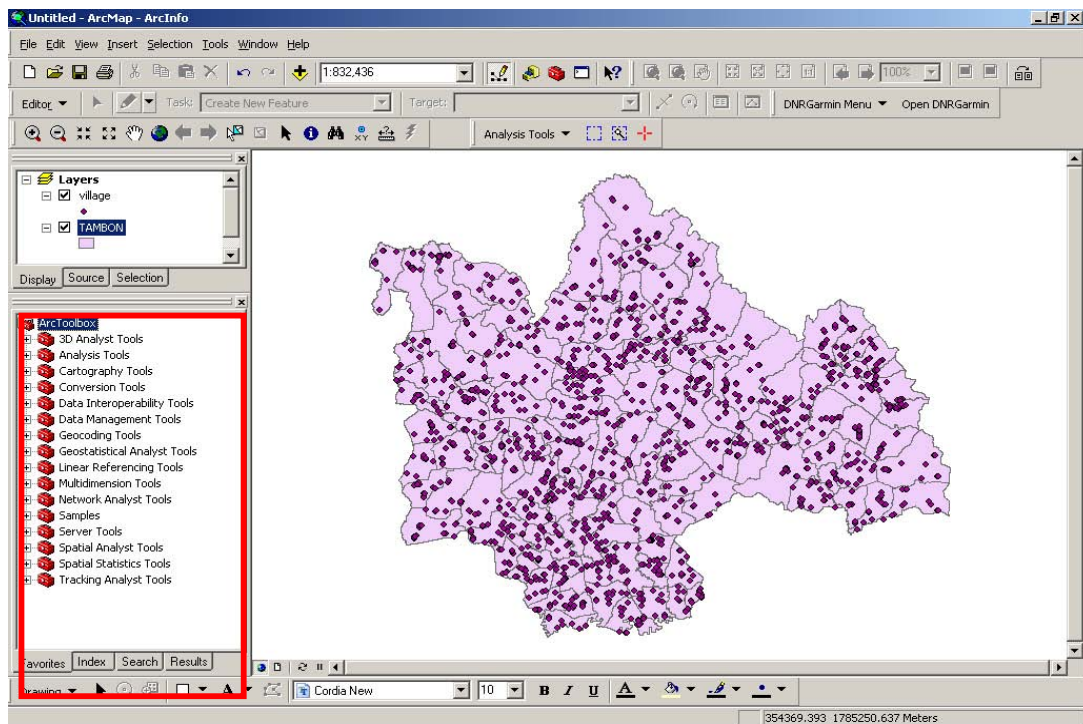 Untitled - ArcMap - ArcInfo
File Edit View Insert Selection Tools Window Help
1:832,436
100%
Editor Task: Create New Feature Target: DNRGarmin Menu Open DNRGarmin
XY
Analysis Tools
Layers
village
TAMBON
Display Source Selection
ArcToolbox
3D Analyst Tools
Analysis Tools
Cartography Tools
Conversion Tools
Data Interoperability Tools
Data Management Tools
Geocoding Tools
Geostatistical Analyst Tools
Linear Referencing Tools
Multidimension Tools
Network Analyst Tools
Samples
Server Tools
Spatial Analyst Tools
Spatial Statistics Tools
Tracking Analyst Tools
Favorites Index Search Results
Drawing A Cordia New 10 B I U A
354369.393 1785250.637 Meters